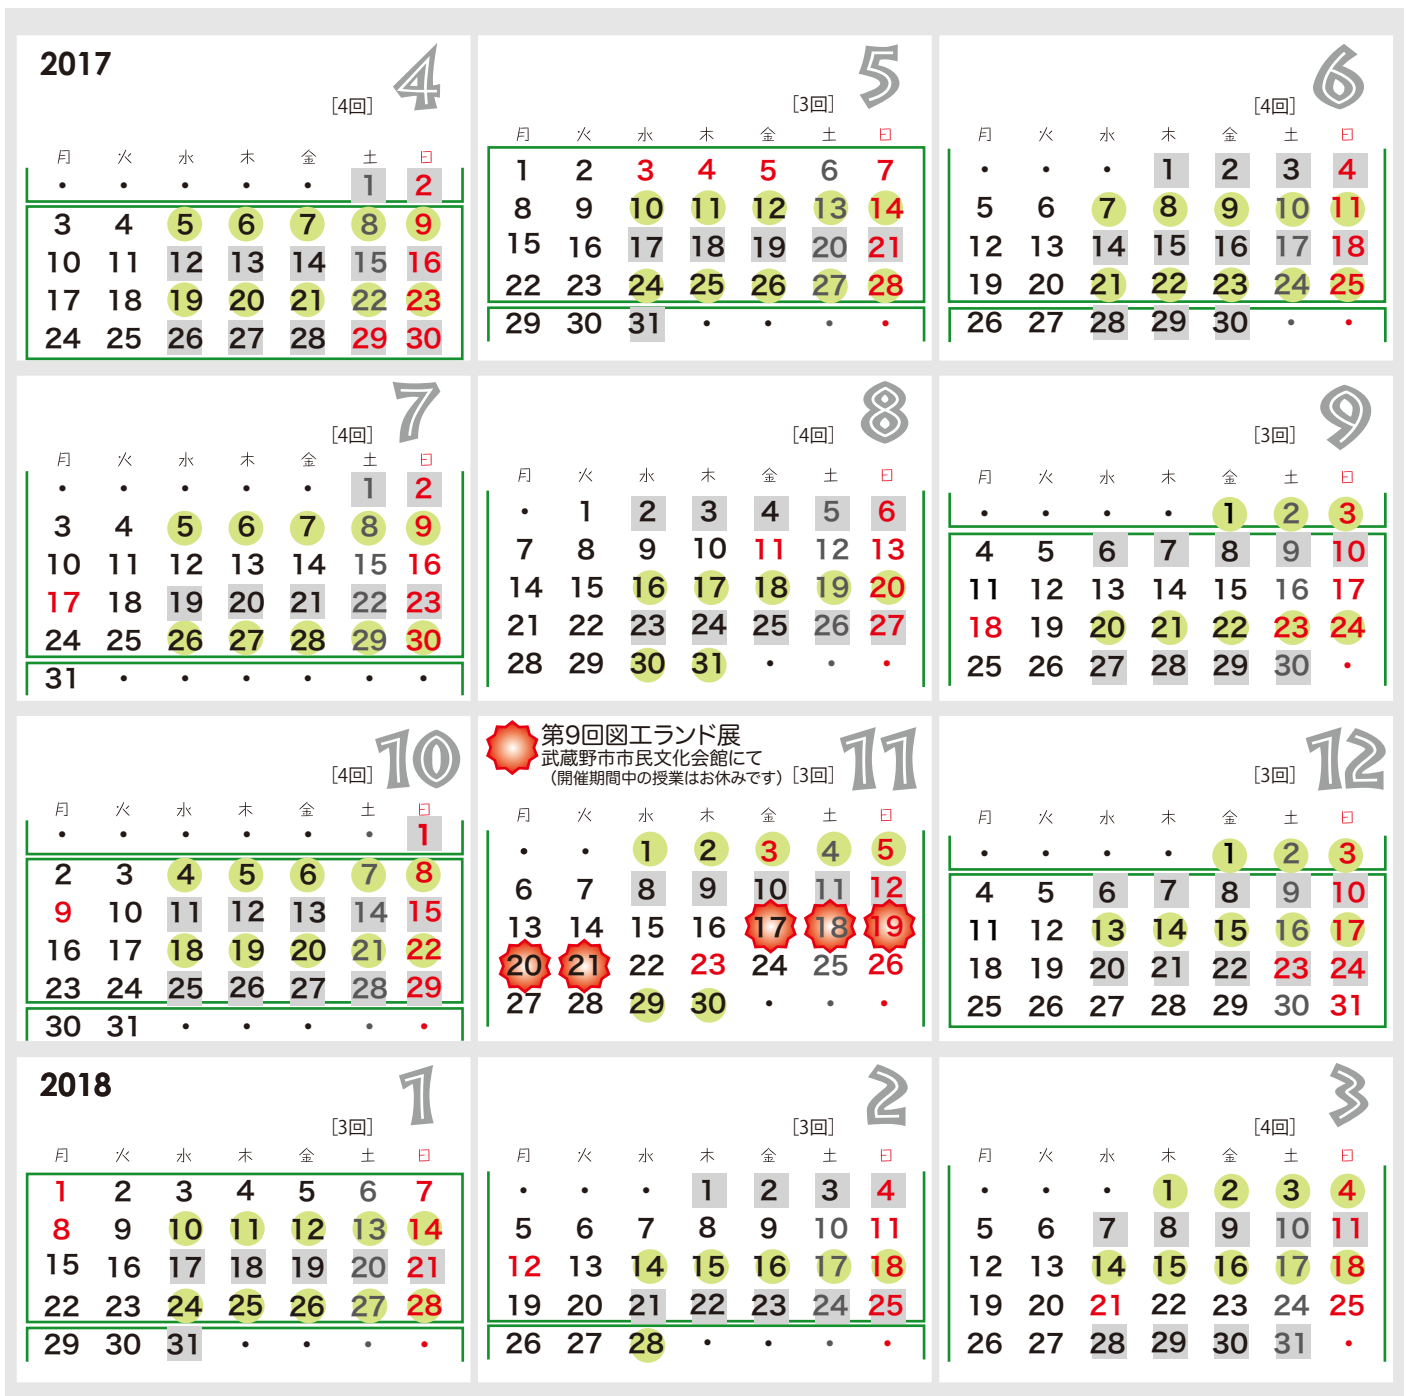 2017
4
[4回]
月 火 水 木 金 土 日
・ ・ ・ ・ ・ 1 2
3 4 5 6 7 8 9
10 11 12 13 14 15 16
17 18 19 20 21 22 23
24 25 26 27 28 29 30
5
[3回]
月 火 水 木 金 土 日
1 2 3 4 5 6 7
8 9 10 11 12 13 14
15 16 17 18 19 20 21
22 23 24 25 26 27 28
29 30 31 ・ ・ ・ ・
6
[4回]
月 火 水 木 金 土 日
・ ・ ・ 1 2 3 4
5 6 7 8 9 10 11
12 13 14 15 16 17 18
19 20 21 22 23 24 25
26 27 28 29 30 ・ ・
7
[4回]
月 火 水 木 金 土 日
・ ・ ・ ・ ・ 1 2
3 4 5 6 7 8 9
10 11 12 13 14 15 16
17 18 19 20 21 22 23
24 25 26 27 28 29 30
31 ・ ・ ・ ・ ・ ・
8
[4回]
月 火 水 木 金 土 日
・ 1 2 3 4 5 6
7 8 9 10 11 12 13
14 15 16 17 18 19 20
21 22 23 24 25 26 27
28 29 30 31 ・ ・ ・
9
[3回]
月 火 水 木 金 土 日
・ ・ ・ ・ 1 2 3
4 5 6 7 8 9 10
11 12 13 14 15 16 17
18 19 20 21 22 23 24
25 26 27 28 29 30 ・
10
[4回]
月 火 水 木 金 土 日
・ ・ ・ ・ ・ ・ 1
2 3 4 5 6 7 8
9 10 11 12 13 14 15
16 17 18 19 20 21 22
23 24 25 26 27 28 29
30 31 ・ ・ ・ ・ ・
第9回図工ランド展
武蔵野市市民文化会館にて
(開催期間中の授業はお休みです)
11
[3回]
月 火 水 木 金 土 日
・ ・ 1 2 3 4 5
6 7 8 9 10 11 12
13 14 15 16 17 18 19
20 21 22 23 24 25 26
27 28 29 30 ・ ・ ・
12
[3回]
月 火 水 木 金 土 日
・ ・ ・ ・ 1 2 3
4 5 6 7 8 9 10
11 12 13 14 15 16 17
18 19 20 21 22 23 24
25 26 27 28 29 30 31
2018
1
[3回]
月 火 水 木 金 土 日
1 2 3 4 5 6 7
8 9 10 11 12 13 14
15 16 17 18 19 20 21
22 23 24 25 26 27 28
29 30 31 ・ ・ ・ ・
2
[3回]
月 火 水 木 金 土 日
・ ・ ・ 1 2 3 4
5 6 7 8 9 10 11
12 13 14 15 16 17 18
19 20 21 22 23 24 25
26 27 28 ・ ・ ・ ・
3
[4回]
月 火 水 木 金 土 日
・ ・ ・ 1 2 3 4
5 6 7 8 9 10 11
12 13 14 15 16 17 18
19 20 21 22 23 24 25
26 27 28 29 30 31 ・